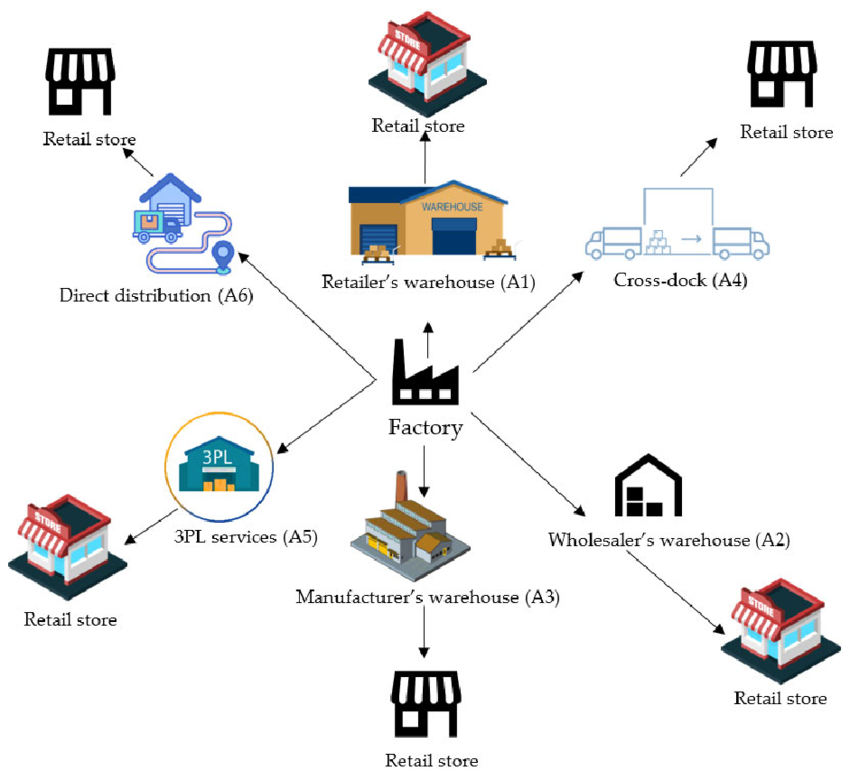 STORE
Retail store
Retail store
Retail store
WAREHOUSE
Direct distribution (A6)
Retailer's warehouse (A1)
Cross-dock (A4)
Factory
3PL
3PL services (A5)
Wholesaler's warehouse (A2)
STORE
Manufacturer's warehouse (A3)
STORE
Retail store
Retail store
Retail store